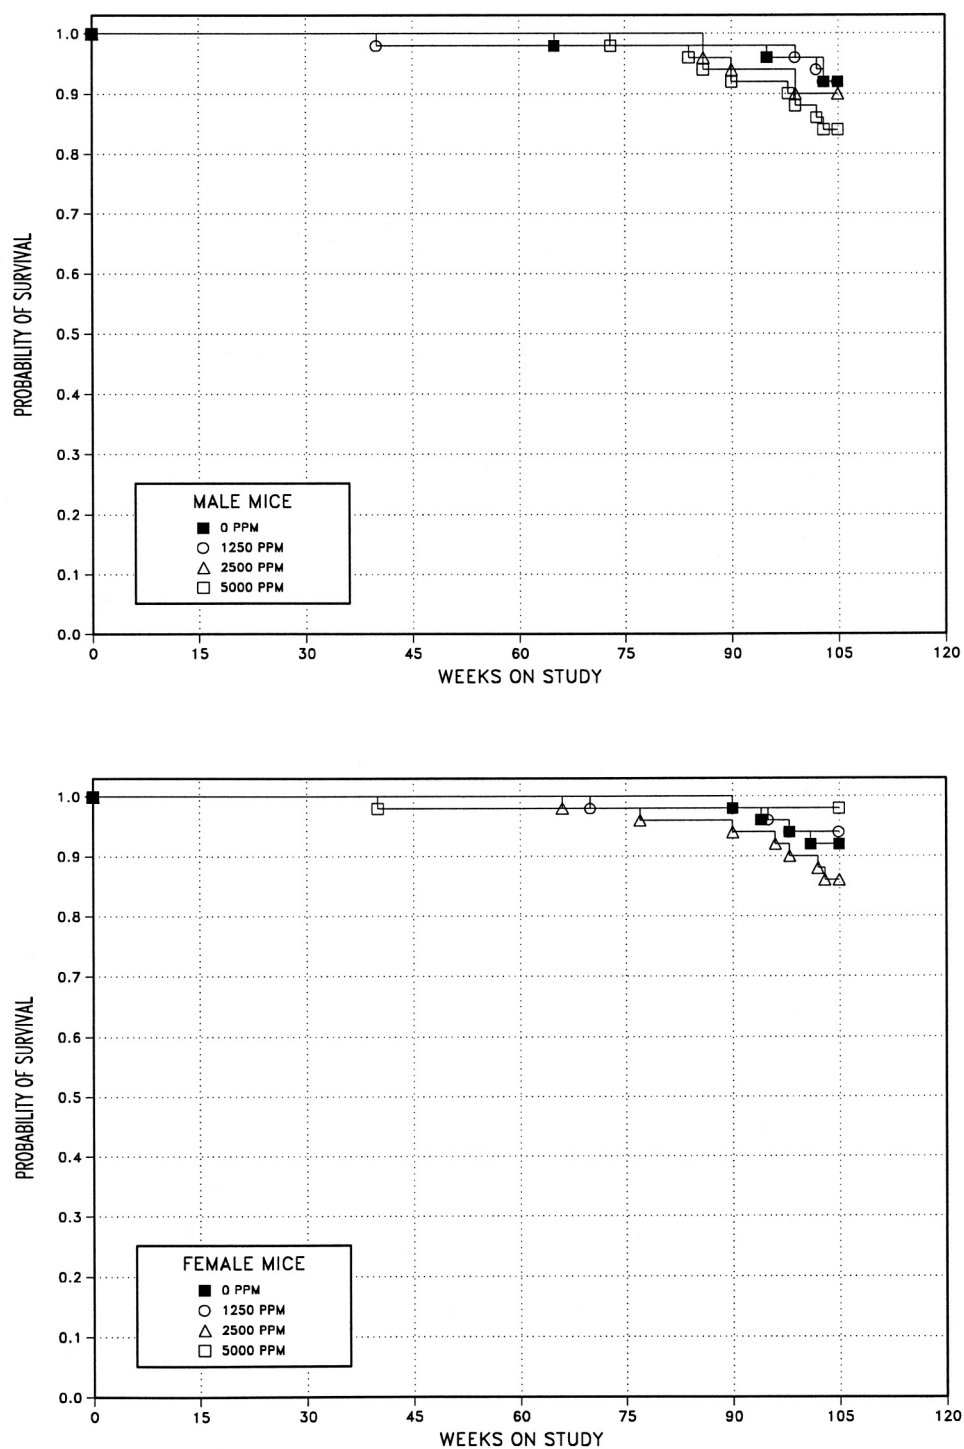 1.0
0.9
0.8
0.7
0.6
0.5
0.4
0.3
0.2
0.1
0.0
PROBABILITY OF SURVIVAL
MALE MICE
0 PPM
1250 PPM
2500 PPM
5000 PPM
0 15 30 45 60 75 90 105 120
WEEKS ON STUDY
1.0
0.9
0.8
0.7
0.6
0.5
0.4
0.3
0.2
0.1
0.0
PROBABILITY OF SURVIVAL
FEMALE MICE
0 PPM
1250 PPM
2500 PPM
5000 PPM
0 15 30 45 60 75 90 105 120
WEEKS ON STUDY